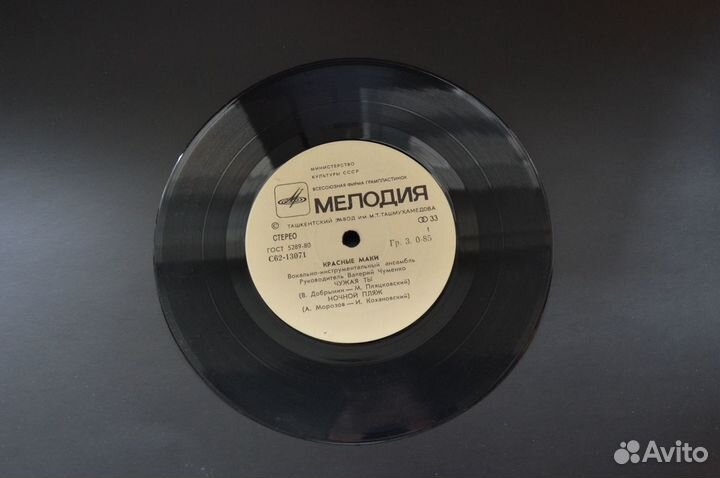 МИНИСТЕРСТВО
КУЛЬТУРЫ СССР
ВСЕСОЮЗНАЯ ФИРМА ГРАМПЛАСТИНОК
МЕЛОДИЯ
© ТАШКЕНТСКИЙ ЗАВОД ИМ. М.Т. ТАШМУХАМЕДОВА
СТЕРЕО 33
ГОСТ 5289-80 1
С62-13071 Гр. 3. 0-85
КРАСНЫЕ МАКИ
Вокально-инструментальный ансамбль
Руководитель Валерий Чуменко
ЧУЖАЯ ТЫ
(В. Добрынин — М. Пляцковский)
НОЧНОЙ ПЛЯЖ
(А. Морозов — И. Кохановский)
Avito